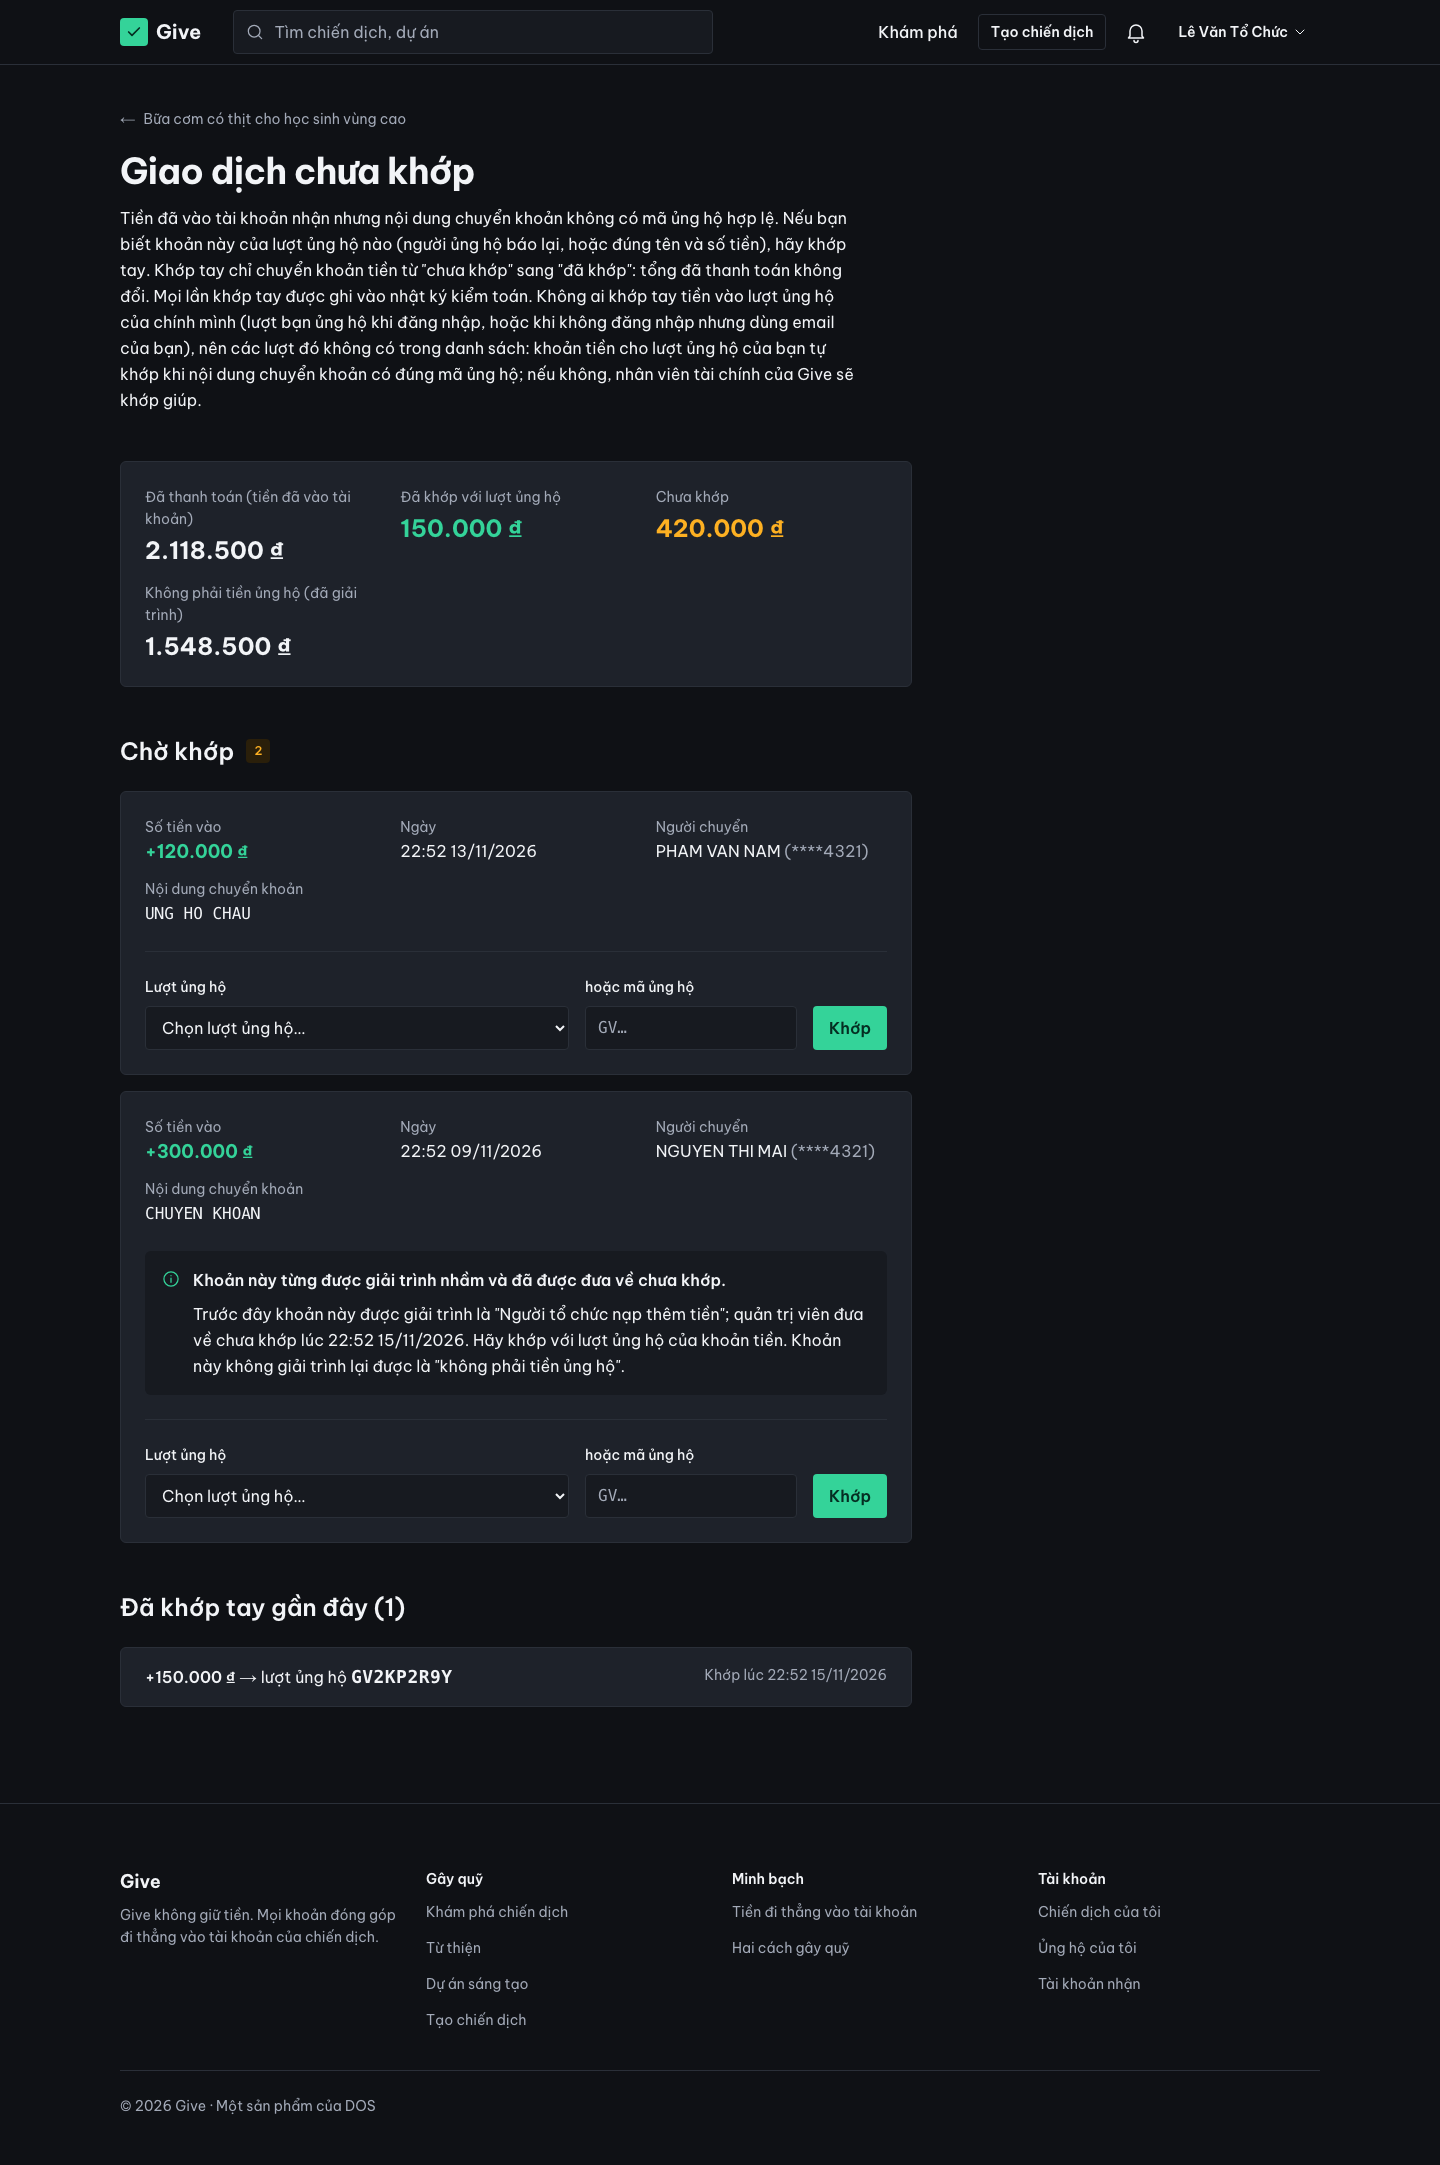 Give
Tìm chiến dịch, dự án
Khám phá
Tạo chiến dịch
Lê Văn Tổ Chức
← Bữa cơm có thịt cho học sinh vùng cao
Giao dịch chưa khớp
Tiền đã vào tài khoản nhận nhưng nội dung chuyển khoản không có mã ủng hộ hợp lệ. Nếu bạn
biết khoản này của lượt ủng hộ nào (người ủng hộ báo lại, hoặc đúng tên và số tiền), hãy khớp
tay. Khớp tay chỉ chuyển khoản tiền từ "chưa khớp" sang "đã khớp": tổng đã thanh toán không
đổi. Mọi lần khớp tay được ghi vào nhật ký kiểm toán. Không ai khớp tay tiền vào lượt ủng hộ
của chính mình (lượt bạn ủng hộ khi đăng nhập, hoặc khi không đăng nhập nhưng dùng email
của bạn), nên các lượt đó không có trong danh sách: khoản tiền cho lượt ủng hộ của bạn tự
khớp khi nội dung chuyển khoản có đúng mã ủng hộ; nếu không, nhân viên tài chính của Give sẽ
khớp giúp.
Đã thanh toán (tiền đã vào tài
khoản)
2.118.500 ₫
Đã khớp với lượt ủng hộ
150.000 ₫
Chưa khớp
420.000 ₫
Không phải tiền ủng hộ (đã giải
trình)
1.548.500 ₫
Chờ khớp 2
Số tiền vào
+120.000 ₫
Ngày
22:52 13/11/2026
Người chuyển
PHAM VAN NAM (****4321)
Nội dung chuyển khoản
UNG HO CHAU
Lượt ủng hộ
Chọn lượt ủng hộ...
hoặc mã ủng hộ
GV…
Khớp
Số tiền vào
+300.000 ₫
Ngày
22:52 09/11/2026
Người chuyển
NGUYEN THI MAI (****4321)
Nội dung chuyển khoản
CHUYEN KHOAN
Khoản này từng được giải trình nhầm và đã được đưa về chưa khớp.
Trước đây khoản này được giải trình là "Người tổ chức nạp thêm tiền"; quản trị viên đưa
về chưa khớp lúc 22:52 15/11/2026. Hãy khớp với lượt ủng hộ của khoản tiền. Khoản
này không giải trình lại được là "không phải tiền ủng hộ".
Lượt ủng hộ
Chọn lượt ủng hộ...
hoặc mã ủng hộ
GV…
Khớp
Đã khớp tay gần đây (1)
+150.000 ₫ → lượt ủng hộ GV2KP2R9Y
Khớp lúc 22:52 15/11/2026
Give
Give không giữ tiền. Mọi khoản đóng góp
đi thẳng vào tài khoản của chiến dịch.
Gây quỹ
Khám phá chiến dịch
Từ thiện
Dự án sáng tạo
Tạo chiến dịch
Minh bạch
Tiền đi thẳng vào tài khoản
Hai cách gây quỹ
Tài khoản
Chiến dịch của tôi
Ủng hộ của tôi
Tài khoản nhận
© 2026 Give · Một sản phẩm của DOS